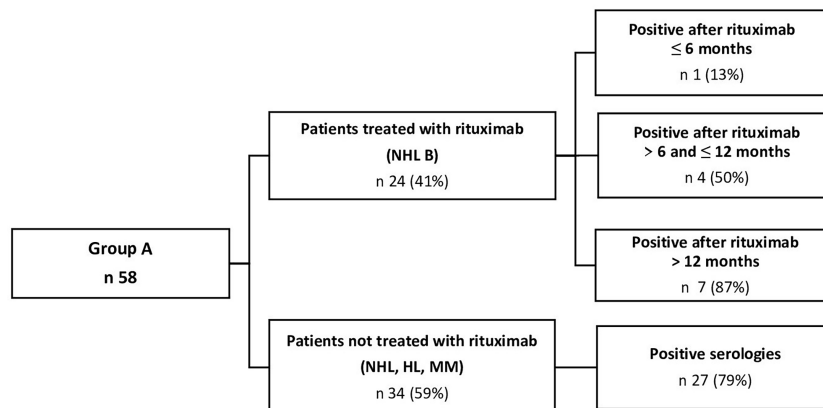 Group A
n 58
Patients treated with rituximab
(NHL B)
n 24 (41%)
Positive after rituximab
≤ 6 months
n 1 (13%)
Positive after rituximab
> 6 and ≤ 12 months
n 4 (50%)
Positive after rituximab
> 12 months
n 7 (87%)
Patients not treated with rituximab
(NHL, HL, MM)
n 34 (59%)
Positive serologies
n 27 (79%)